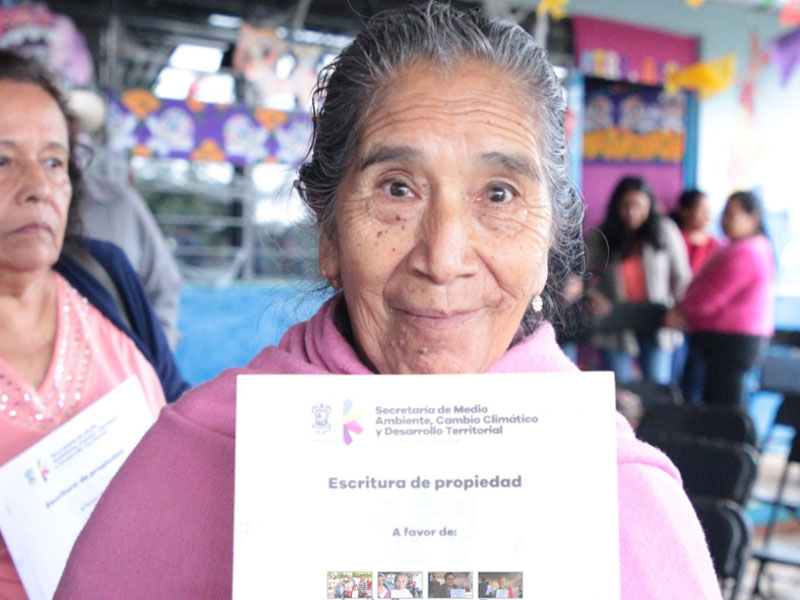 Secretaría de Medio
Ambiente, Cambio Climático
y Desarrollo Territorial
Escritura de propiedad
A favor de:
Escritura de propiedad